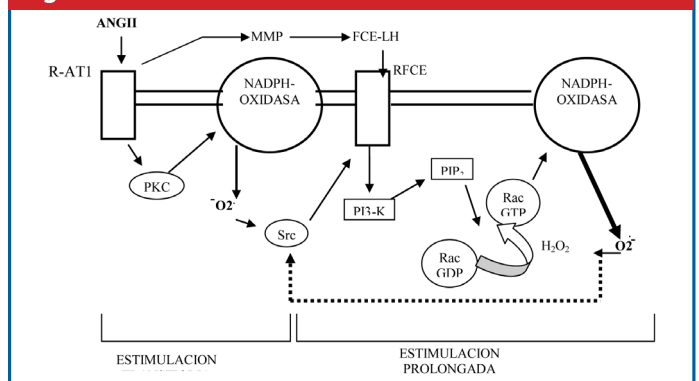 ANGII
MMP
FCE-LH
R-AT1
RFCE
NADPH-
OXIDASA
NADPH-
OXIDASA
PKC
PIP₂
Rac
GTP
⁻O2·
PI3-K
Src
H₂O₂
O2·⁻
Rac
GDP
ESTIMULACION
ESTIMULACION
PROLONGADA